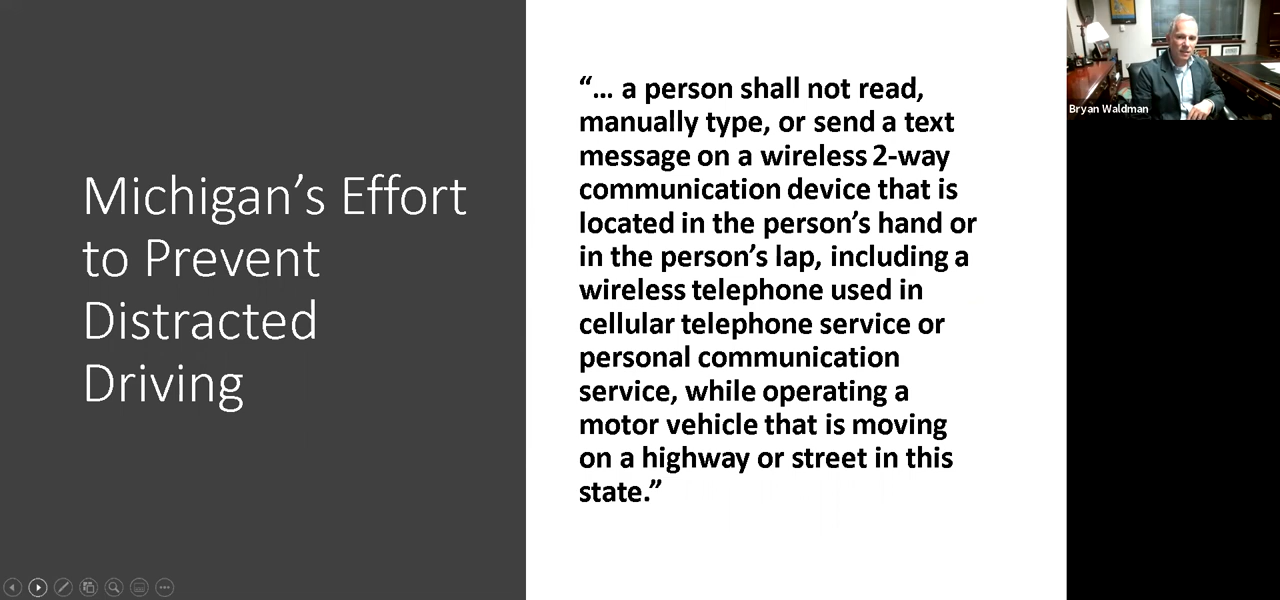 Michigan’s Effort
to Prevent
Distracted
Driving
“… a person shall not read,
manually type, or send a text
message on a wireless 2-way
communication device that is
located in the person’s hand or
in the person’s lap, including a
wireless telephone used in
cellular telephone service or
personal communication
service, while operating a
motor vehicle that is moving
on a highway or street in this
state.”
Bryan Waldman